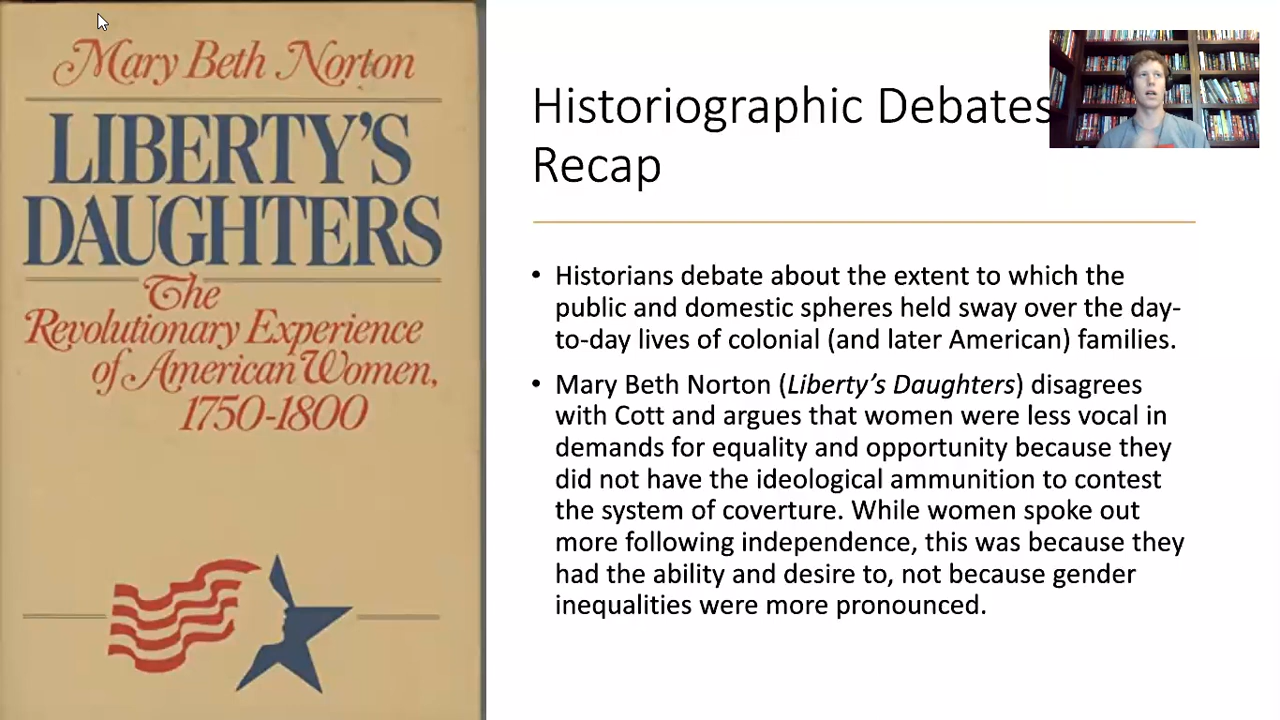 Mary Beth Norton
LIBERTY'S
DAUGHTERS
The
Revolutionary Experience
of American Women,
1750-1800
Historiographic Debates
Recap
• Historians debate about the extent to which the
public and domestic spheres held sway over the day-
to-day lives of colonial (and later American) families.
• Mary Beth Norton (Liberty's Daughters) disagrees
with Cott and argues that women were less vocal in
demands for equality and opportunity because they
did not have the ideological ammunition to contest
the system of coverture. While women spoke out
more following independence, this was because they
had the ability and desire to, not because gender
inequalities were more pronounced.